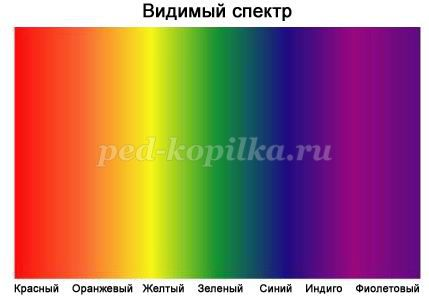 Видимый спектр
ped-kopilka.ru
Красный Оранжевый Желтый Зеленый Синий Индиго Фиолетовый